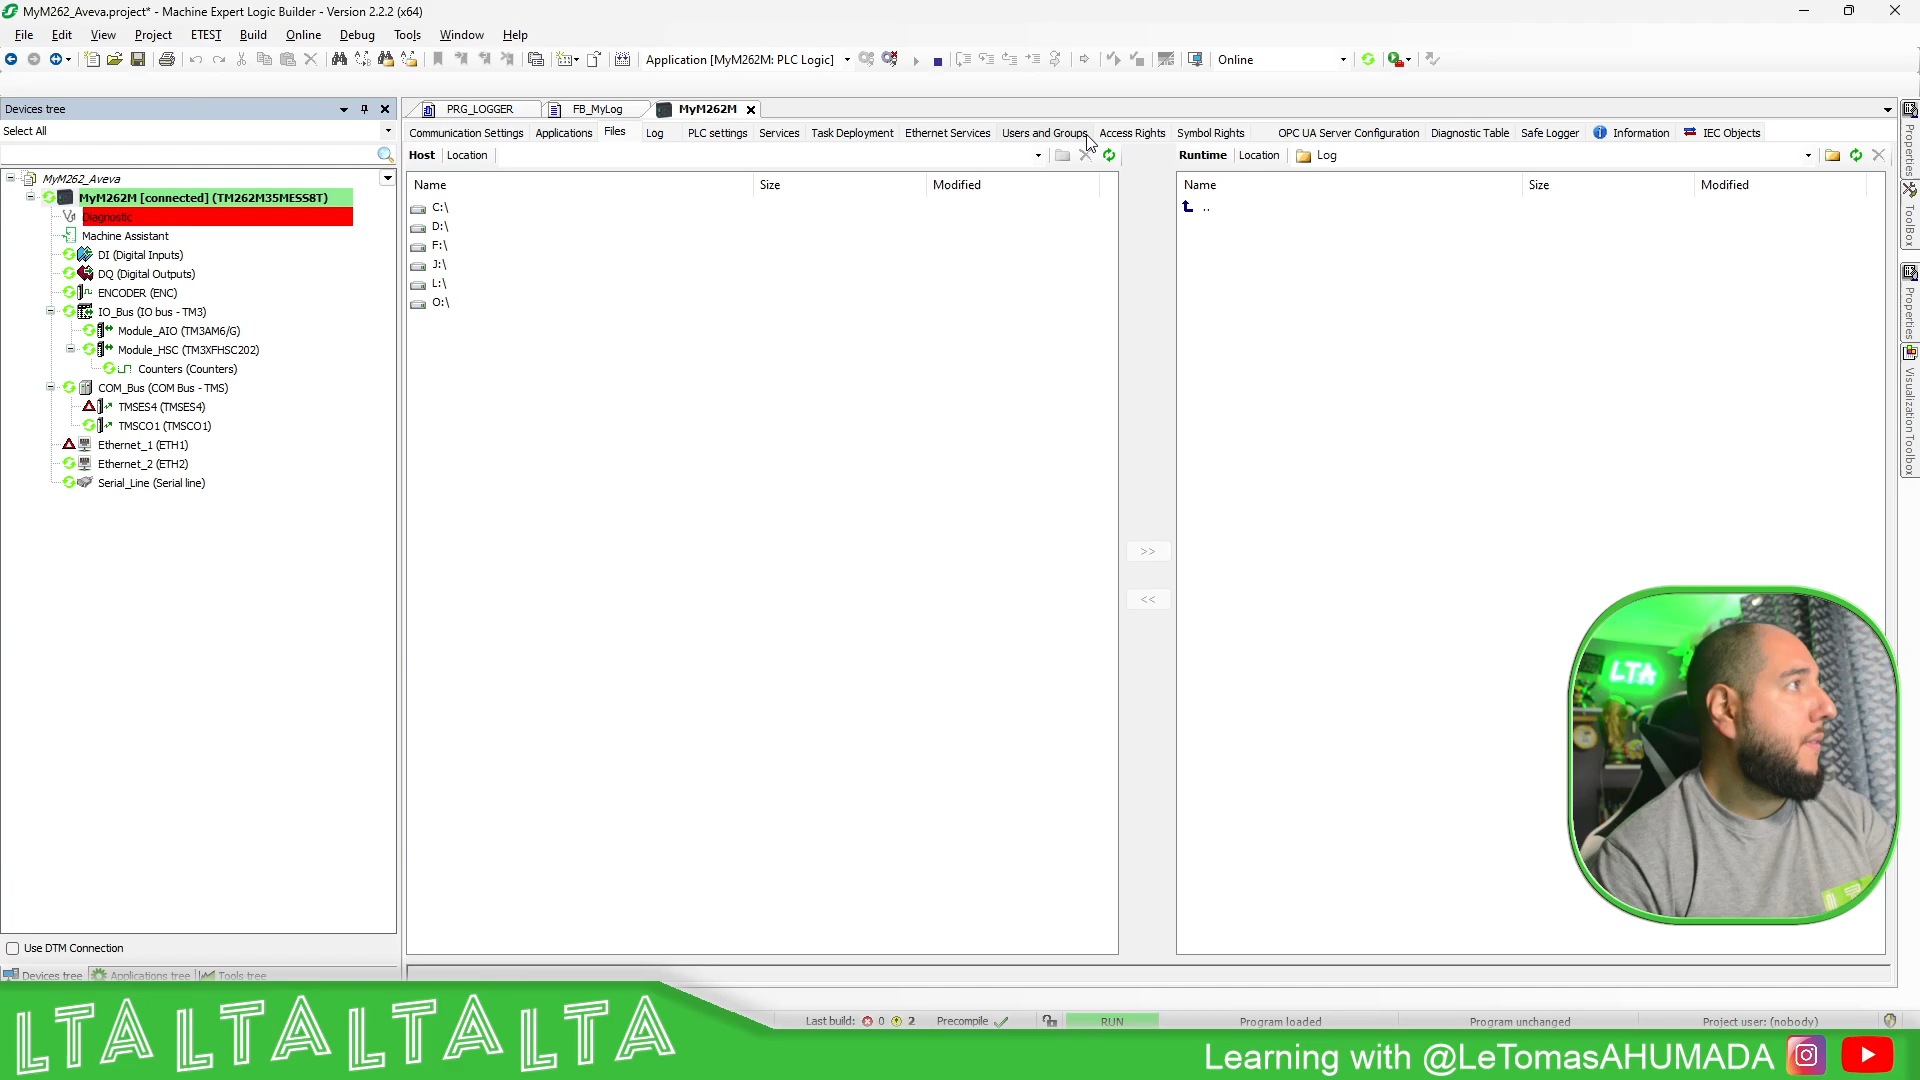 MyM262_Aveva.project* - Machine Expert Logic Builder - Version 2.2.2 (x64)
File Edit View Project ETEST Build Online Debug Tools Window Help
Application [MyM262M: PLC Logic] Online
Devices tree
PRG_LOGGER FB_MyLog MyM262M
Select All
Communication Settings Applications Files Log PLC settings Services Task Deployment Ethernet Services Users and Groups Access Rights Symbol Rights OPC UA Server Configuration Diagnostic Table Safe Logger Information IEC Objects
Host Location
Runtime Location Log
Name Size Modified
Name Size Modified
C:\
D:\
F:\
J:\
L:\
O:\
..
>>
<<
MyM262_Aveva
MyM262M [connected] (TM262M35MESS8T)
Diagnostic
Machine Assistant
DI (Digital Inputs)
DQ (Digital Outputs)
ENCODER (ENC)
IO_Bus (IO bus - TM3)
Module_AIO (TM3AM6/G)
Module_HSC (TM3XFHSC202)
Counters (Counters)
COM_Bus (COM Bus - TMS)
TMSES4 (TMSES4)
TMSCO1 (TMSCO1)
Ethernet_1 (ETH1)
Ethernet_2 (ETH2)
Serial_Line (Serial line)
Use DTM Connection
Devices tree Applications tree Tools tree
Properties
ToolBox
Properties
Visualization Toolbox
LTA
Last build: 0 2 Precompile RUN Program loaded Program unchanged Project user: (nobody)
LTALTALTALTA
Learning with @LeTomasAHUMADA